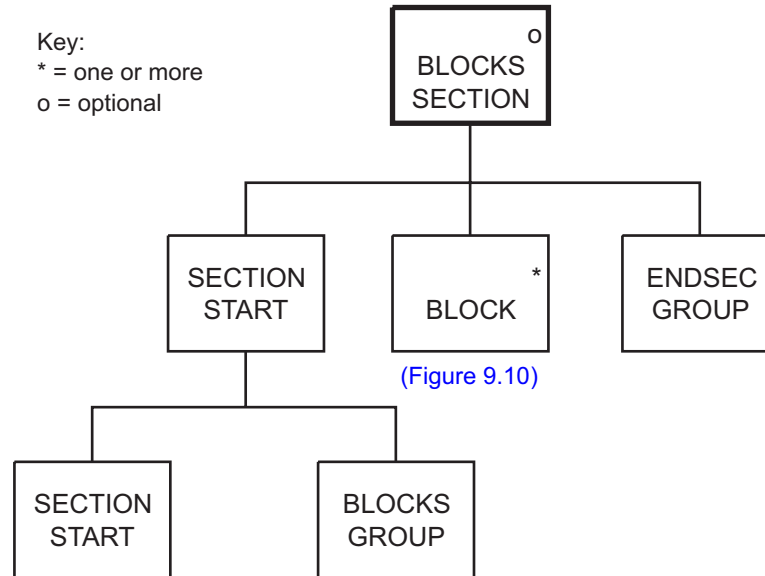 Key:
* = one or more
o = optional
o
BLOCKS
SECTION
SECTION
START
*
BLOCK
(Figure 9.10)
ENDSEC
GROUP
SECTION
START
BLOCKS
GROUP